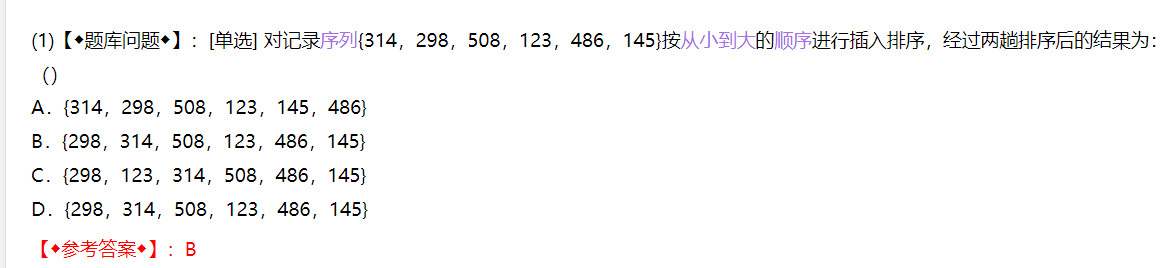 (1)【◆题库问题◆】：[单选] 对记录序列{314，298，508，123，486，145}按从小到大的顺序进行插入排序，经过两趟排序后的结果为：
（）
A．{314，298，508，123，145，486}
B．{298，314，508，123，486，145}
C．{298，123，314，508，486，145}
D．{298，314，508，123，486，145}
【◆参考答案◆】：B